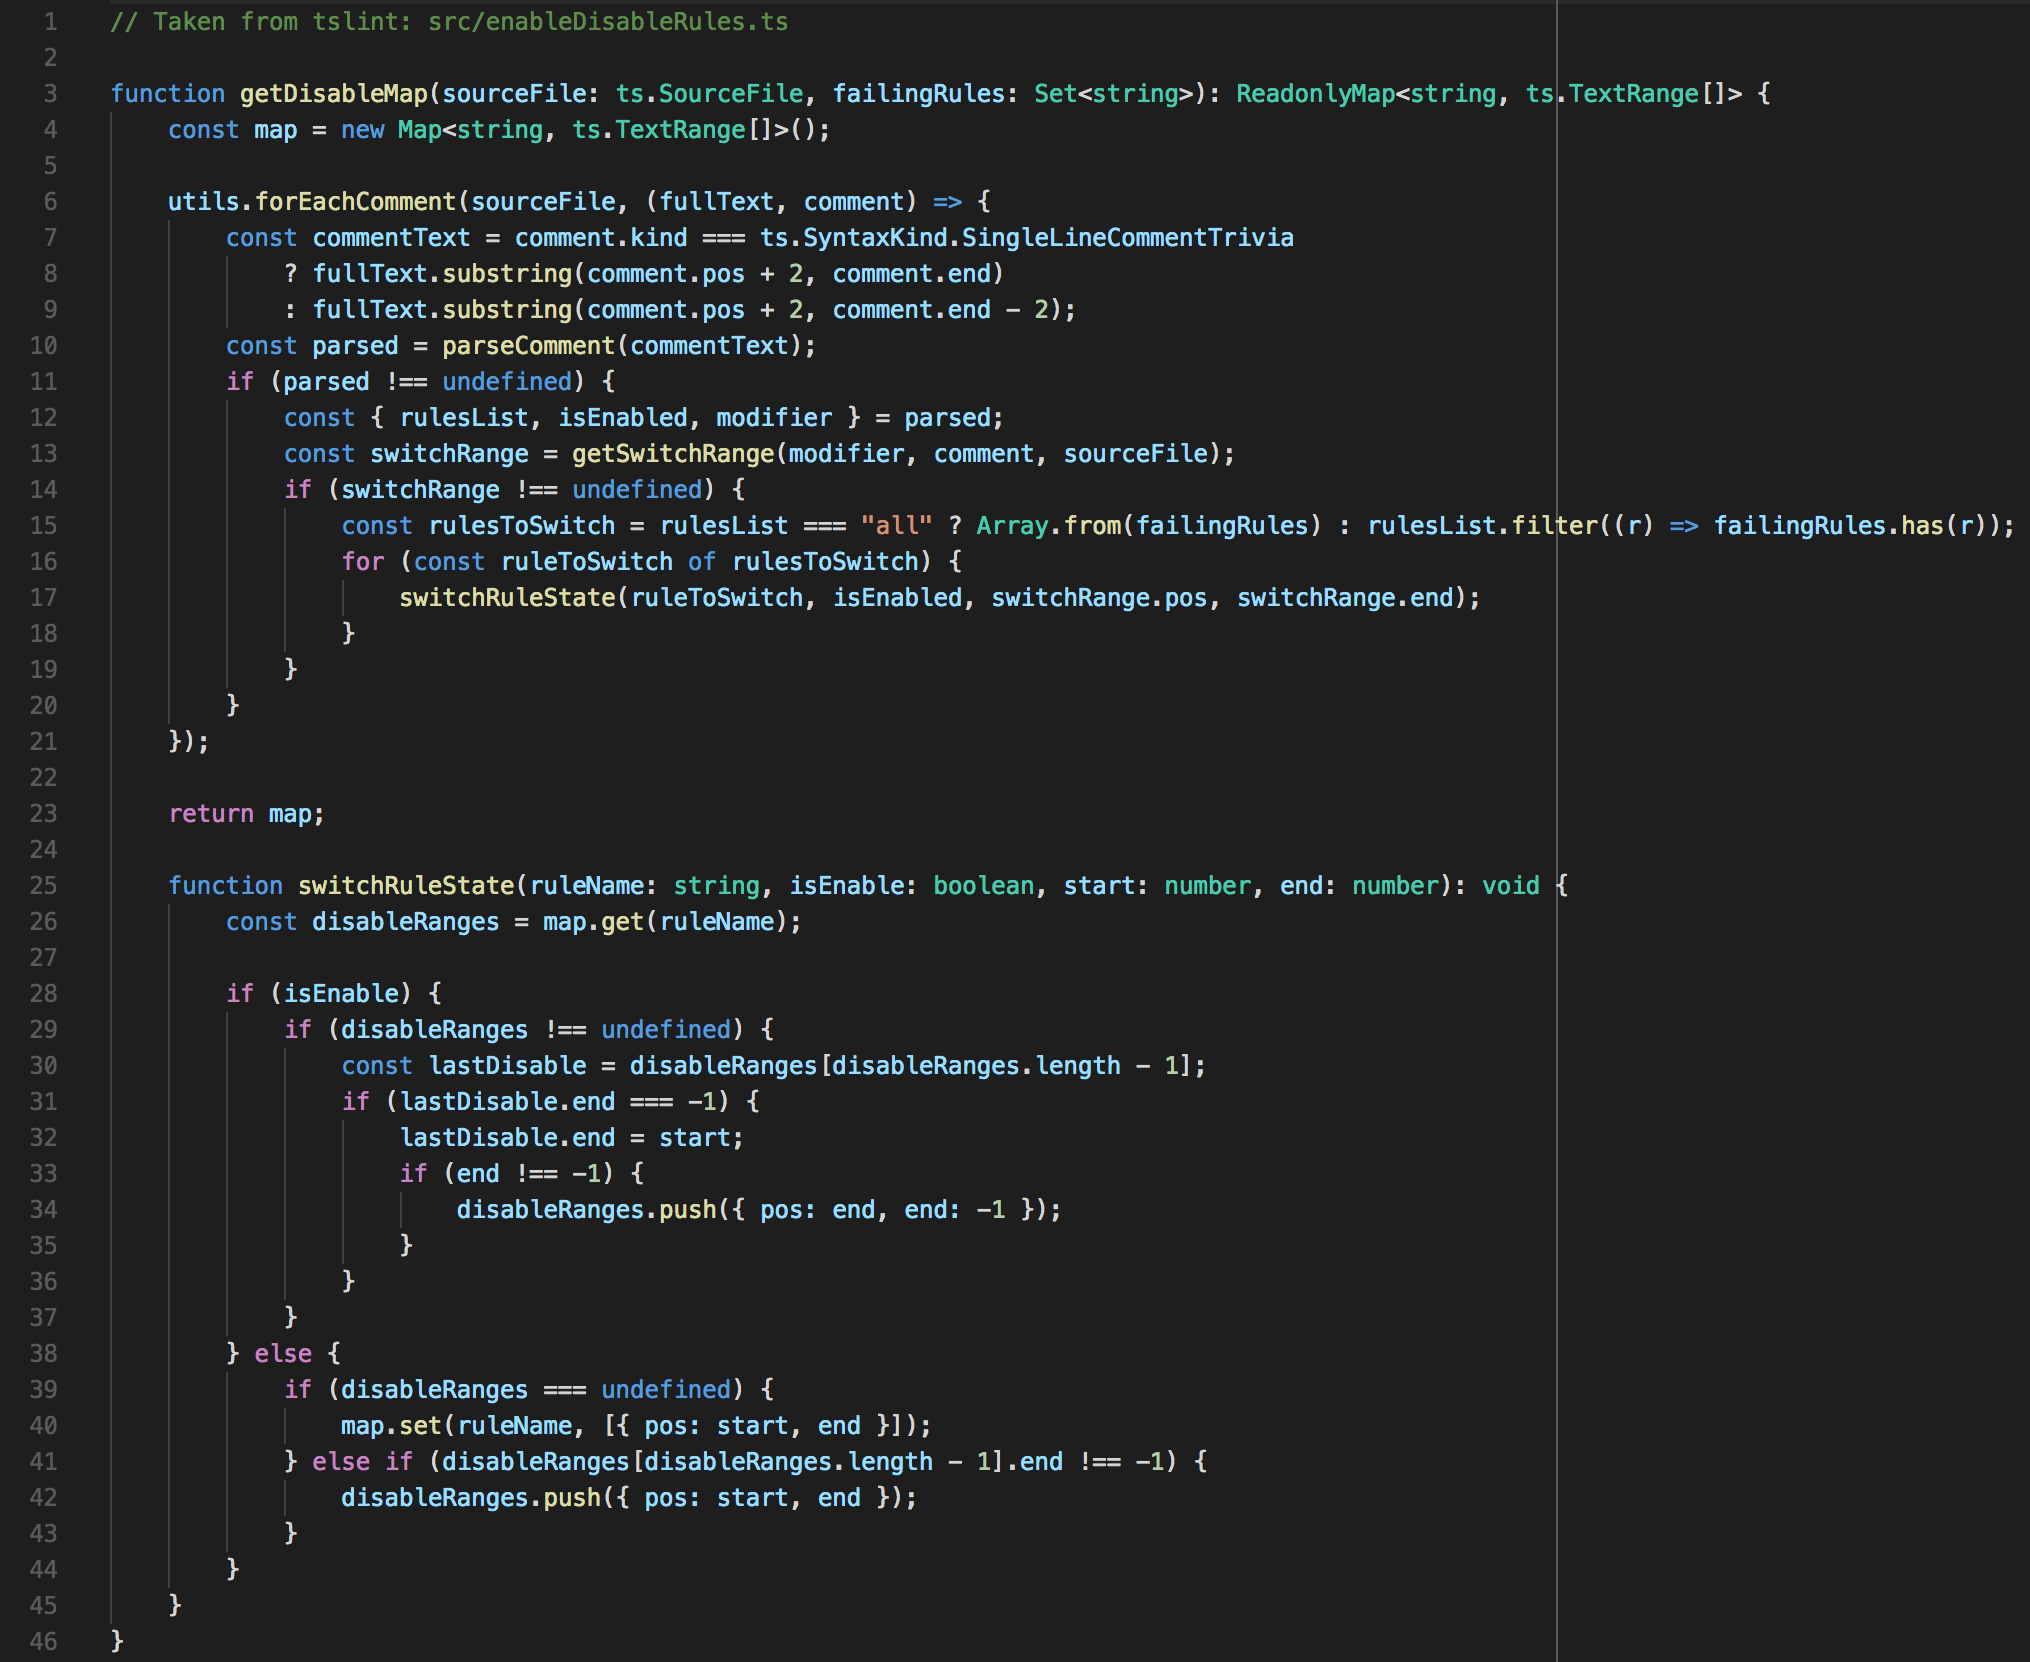 1 // Taken from tslint: src/enableDisableRules.ts
2
3 function getDisableMap(sourceFile: ts.SourceFile, failingRules: Set<string>): ReadonlyMap<string, ts.TextRange[]> {
4     const map = new Map<string, ts.TextRange[]>();
5
6     utils.forEachComment(sourceFile, (fullText, comment) => {
7         const commentText = comment.kind === ts.SyntaxKind.SingleLineCommentTrivia
8             ? fullText.substring(comment.pos + 2, comment.end)
9             : fullText.substring(comment.pos + 2, comment.end - 2);
10         const parsed = parseComment(commentText);
11         if (parsed !== undefined) {
12             const { rulesList, isEnabled, modifier } = parsed;
13             const switchRange = getSwitchRange(modifier, comment, sourceFile);
14             if (switchRange !== undefined) {
15                 const rulesToSwitch = rulesList === "all" ? Array.from(failingRules) : rulesList.filter((r) => failingRules.has(r));
16                 for (const ruleToSwitch of rulesToSwitch) {
17                     switchRuleState(ruleToSwitch, isEnabled, switchRange.pos, switchRange.end);
18                 }
19             }
20         }
21     });
22
23     return map;
24
25     function switchRuleState(ruleName: string, isEnable: boolean, start: number, end: number): void {
26         const disableRanges = map.get(ruleName);
27
28         if (isEnable) {
29             if (disableRanges !== undefined) {
30                 const lastDisable = disableRanges[disableRanges.length - 1];
31                 if (lastDisable.end === -1) {
32                     lastDisable.end = start;
33                     if (end !== -1) {
34                         disableRanges.push({ pos: end, end: -1 });
35                     }
36                 }
37             }
38         } else {
39             if (disableRanges === undefined) {
40                 map.set(ruleName, [{ pos: start, end }]);
41             } else if (disableRanges[disableRanges.length - 1].end !== -1) {
42                 disableRanges.push({ pos: start, end });
43             }
44         }
45     }
46 }